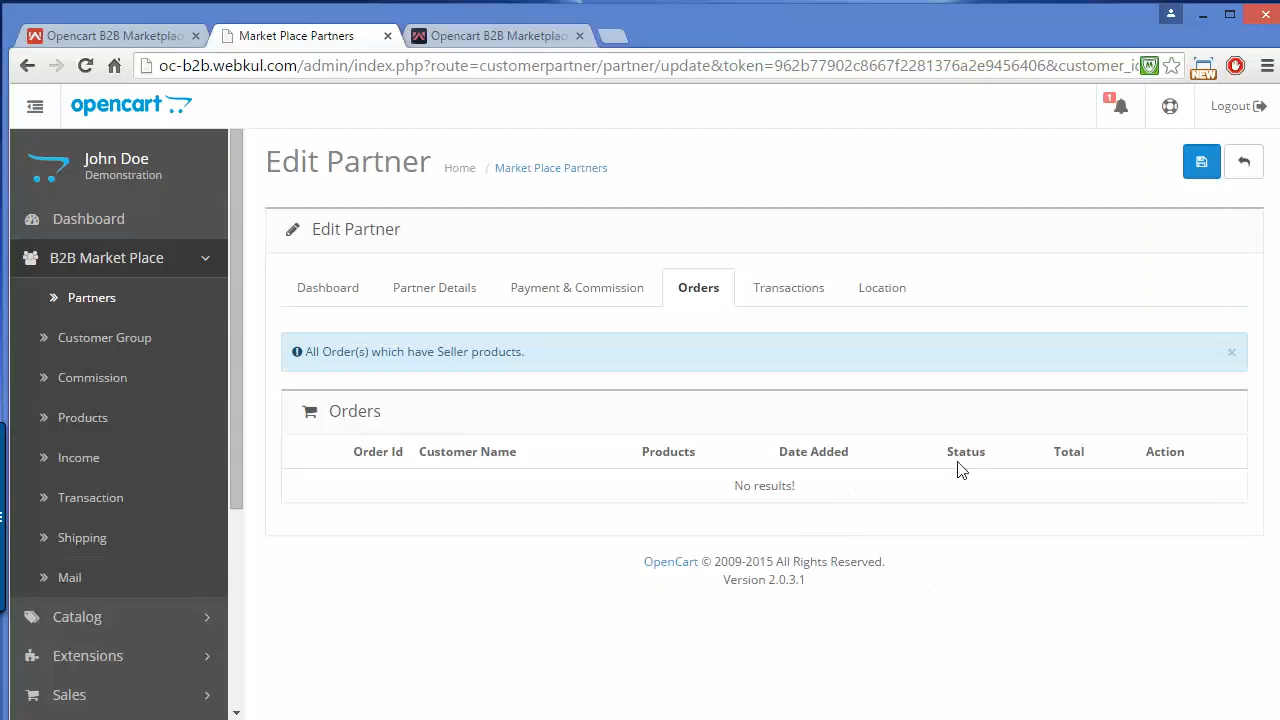 Opencart B2B Marketplac
Market Place Partners
Opencart B2B Marketplac
oc-b2b.webkul.com/admin/index.php?route=customerpartner/partner/update&token=962b77902c8667f2281376a2e9456406&customer_id
NEW
opencart
1
Logout
John Doe
Demonstration
Dashboard
B2B Market Place
Partners
Customer Group
Commission
Products
Income
Transaction
Shipping
Mail
Catalog
Extensions
Sales
Edit Partner
Home / Market Place Partners
Edit Partner
Dashboard Partner Details Payment & Commission Orders Transactions Location
All Order(s) which have Seller products.
Orders
Order Id Customer Name Products Date Added Status Total Action
No results!
OpenCart © 2009-2015 All Rights Reserved.
Version 2.0.3.1